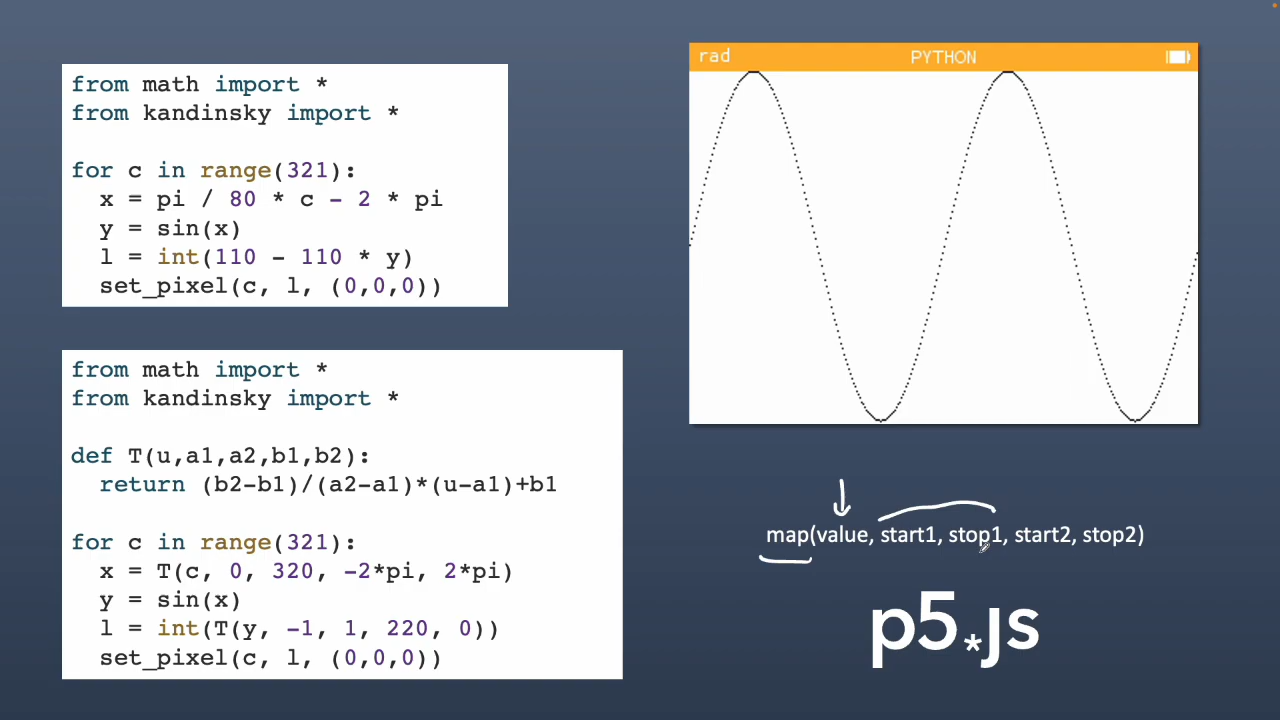 from math import *
from kandinsky import *
for c in range(321):
  x = pi / 80 * c - 2 * pi
  y = sin(x)
  l = int(110 - 110 * y)
  set_pixel(c, l, (0,0,0))
from math import *
from kandinsky import *
def T(u,a1,a2,b1,b2):
  return (b2-b1)/(a2-a1)*(u-a1)+b1
for c in range(321):
  x = T(c, 0, 320, -2*pi, 2*pi)
  y = sin(x)
  l = int(T(y, -1, 1, 220, 0))
  set_pixel(c, l, (0,0,0))
rad PYTHON
map(value, start1, stop1, start2, stop2)
p5*js